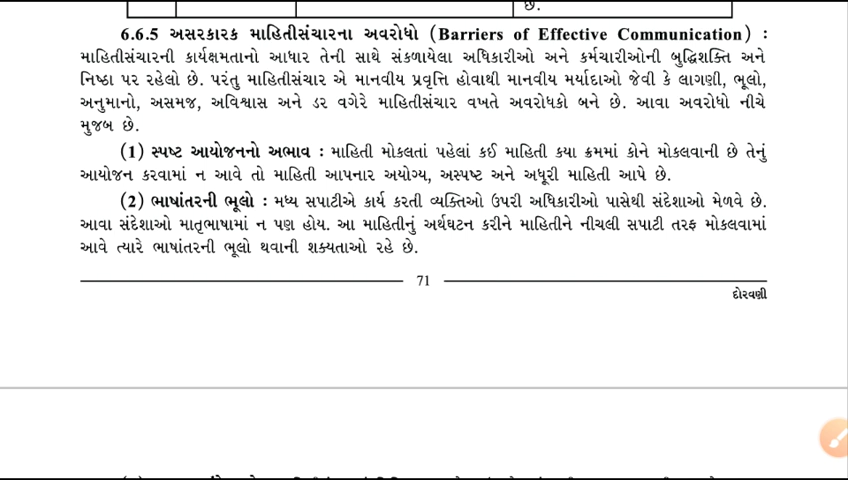 છે.
6.6.5 અસરકારક માહિતીસંચારના અવરોધો (Barriers of Effective Communication) :
માહિતીસંચારની કાર્યક્ષમતાનો આધાર તેની સાથે સંકળાયેલા અધિકારીઓ અને કર્મચારીઓની બુદ્ધિશક્તિ અને
નિષ્ઠા પર રહેલો છે. પરંતુ માહિતીસંચાર એ માનવીય પ્રવૃત્તિ હોવાથી માનવીય મર્યાદાઓ જેવી કે લાગણી, ભૂલો,
અનુમાનો, અસમજ, અવિશ્વાસ અને ડર વગેરે માહિતીસંચાર વખતે અવરોધકો બને છે. આવા અવરોધો નીચે
મુજબ છે.
(1) સ્પષ્ટ આયોજનનો અભાવ : માહિતી મોકલતાં પહેલાં કઈ માહિતી કયા ક્રમમાં કોને મોકલવાની છે તેનું
આયોજન કરવામાં ન આવે તો માહિતી આપનાર અયોગ્ય, અસ્પષ્ટ અને અધૂરી માહિતી આપે છે.
(2) ભાષાંતરની ભૂલો : મધ્ય સપાટીએ કાર્ય કરતી વ્યક્તિઓ ઉપરી અધિકારીઓ પાસેથી સંદેશાઓ મેળવે છે.
આવા સંદેશાઓ માતૃભાષામાં ન પણ હોય. આ માહિતીનું અર્થઘટન કરીને માહિતીને નીચલી સપાટી તરફ મોકલવામાં
આવે ત્યારે ભાષાંતરની ભૂલો થવાની શક્યતાઓ રહે છે.
71
દોરવણી